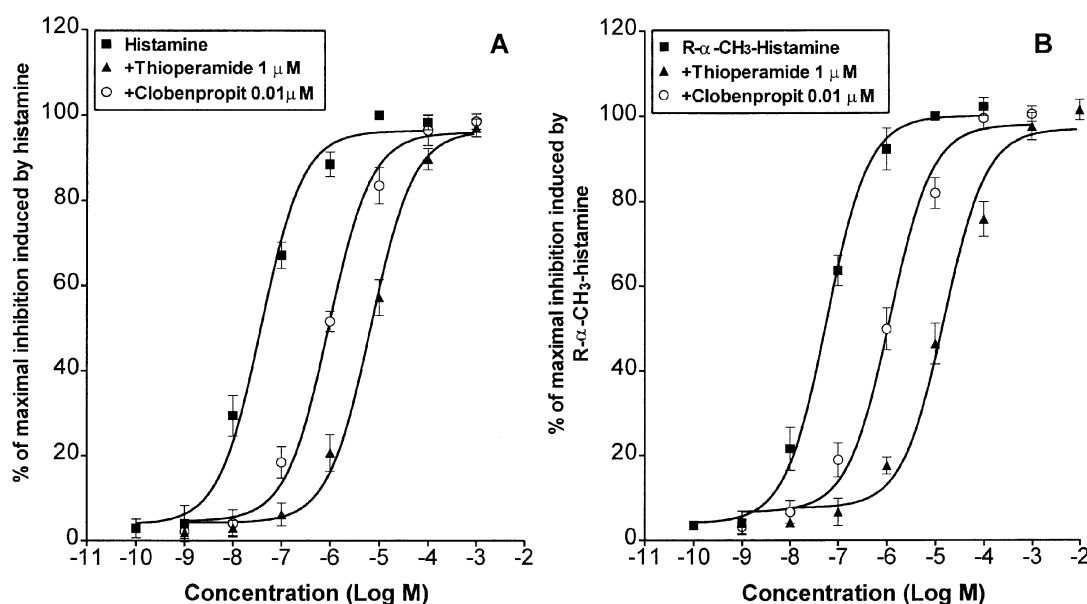 A
Histamine
+Thioperamide 1 μM
+Clobenpropit 0.01μM
% of maximal inhibition induced by histamine
120
100
80
60
40
20
0
-11 -10 -9 -8 -7 -6 -5 -4 -3 -2
Concentration (Log M)
B
R-α-CH3-Histamine
+Thioperamide 1 μM
+Clobenpropit 0.01 μM
% of maximal inhibition induced by
R-α-CH3-histamine
120
100
80
60
40
20
0
-11 -10 -9 -8 -7 -6 -5 -4 -3 -2
Concentration (Log M)